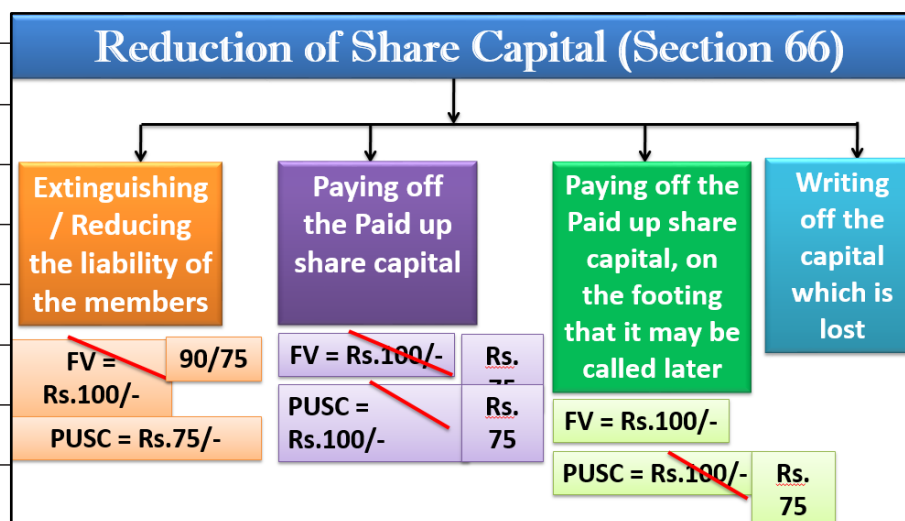 Reduction of Share Capital (Section 66)
Extinguishing
/ Reducing
the liability of
the members
FV =
Rs.100/-
90/75
PUSC = Rs.75/-
Paying off
the Paid up
share capital
FV = Rs.100/-
Rs.
75
PUSC =
Rs.100/-
Rs.
75
Paying off the
Paid up share
capital, on
the footing
that it may be
called later
FV = Rs.100/-
PUSC = Rs.100/-
Rs.
75
Writing
off the
capital
which is
lost